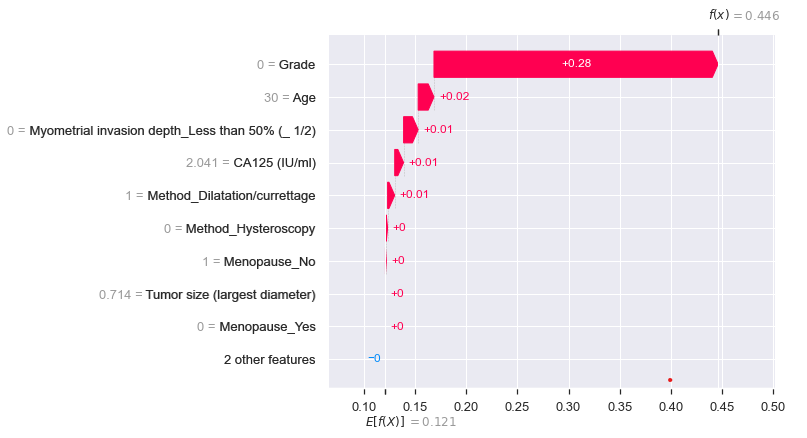 f(x) = 0.446
0 = Grade +0.28
30 = Age +0.02
0 = Myometrial invasion depth_Less than 50% (_ 1/2) +0.01
2.041 = CA125 (IU/ml) +0.01
1 = Method_Dilatation/currettage +0.01
0 = Method_Hysteroscopy +0
1 = Menopause_No +0
0.714 = Tumor size (largest diameter) +0
0 = Menopause_Yes +0
2 other features −0
0.10 0.15 0.20 0.25 0.30 0.35 0.40 0.45 0.50
E[f(X)] = 0.121